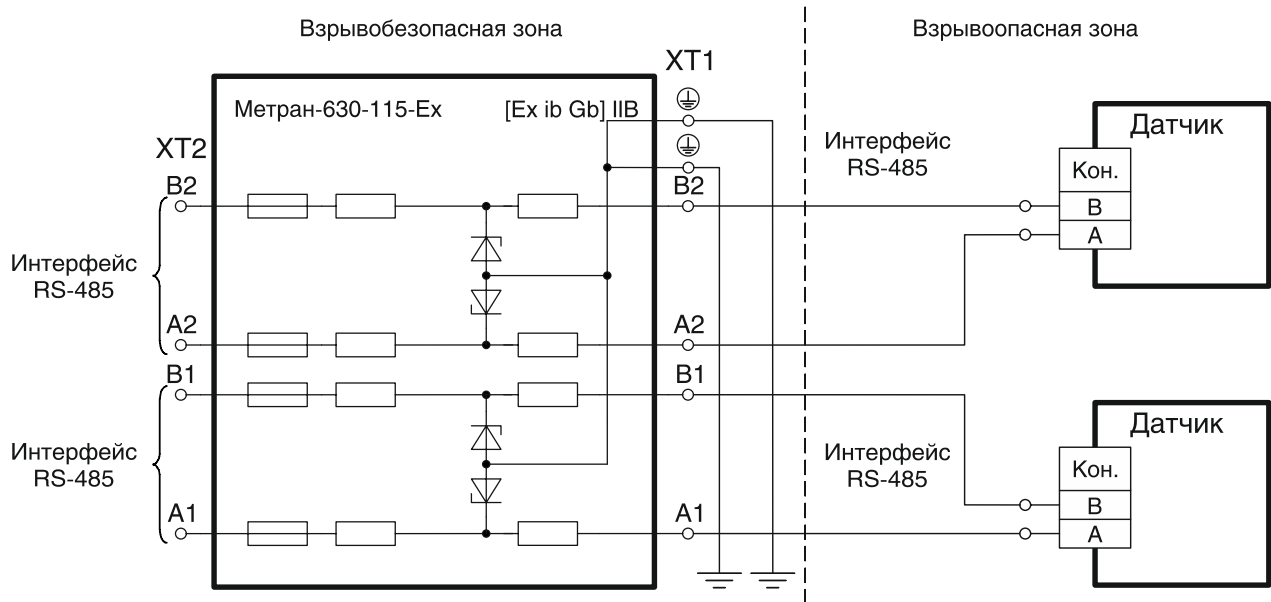 Взрывобезопасная зона
Взрывоопасная зона
XT1
Метран-630-115-Ex
[Ex ib Gb] IIB
XT2
B2
A2
B1
A1
Интерфейс
RS-485
Интерфейс
RS-485
B2
A2
B1
A1
Интерфейс
RS-485
Датчик
Кон.
B
A
Интерфейс
RS-485
Датчик
Кон.
B
A